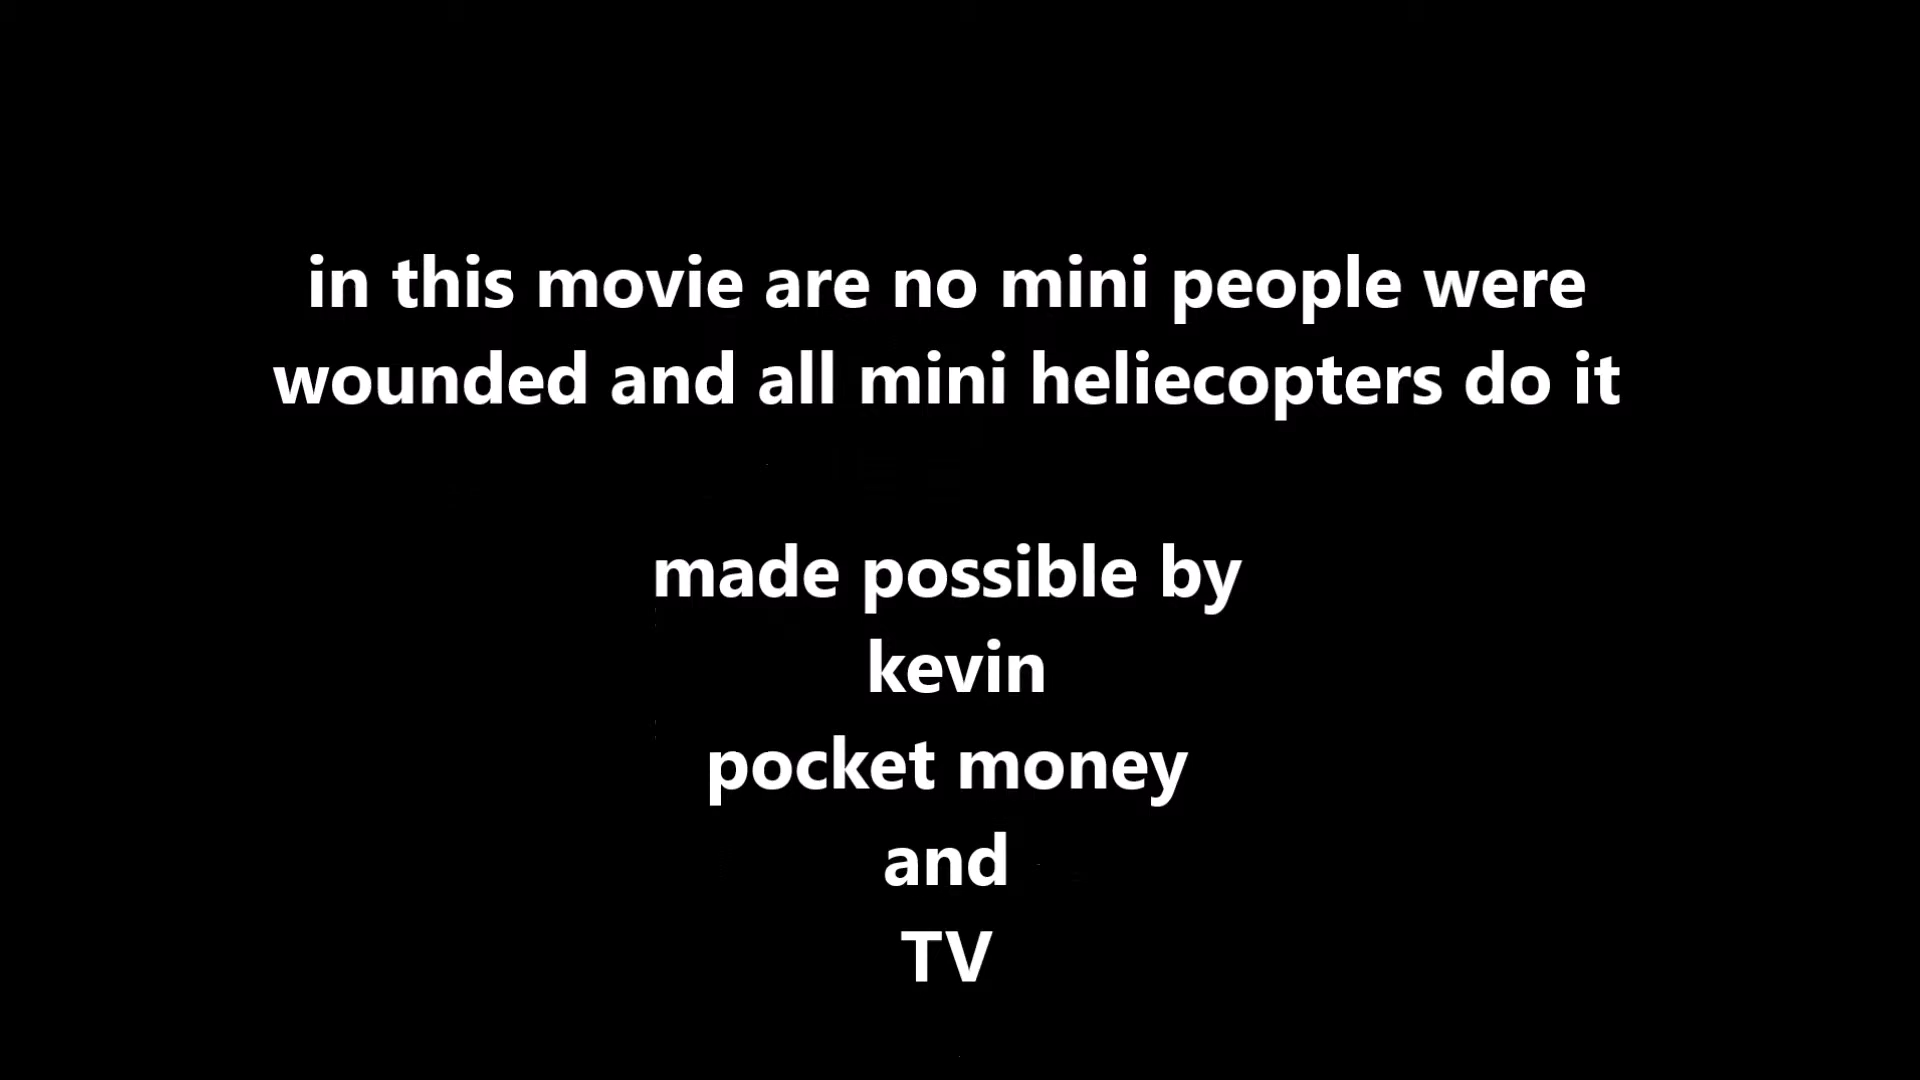 in this movie are no mini people were
wounded and all mini heliecopters do it
made possible by
kevin
pocket money
and
TV